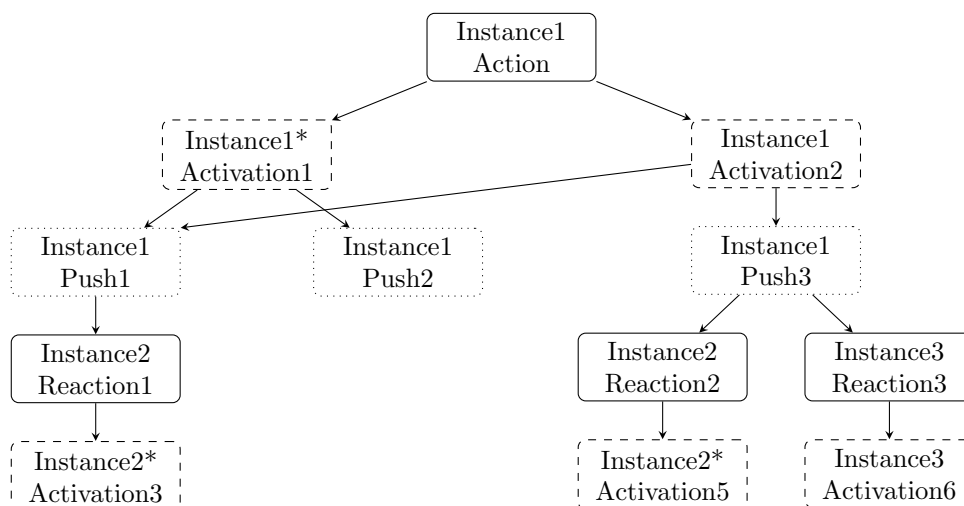 Instance1
Action
Instance1*
Activation1
Instance1
Activation2
Instance1
Push1
Instance1
Push2
Instance1
Push3
Instance2
Reaction1
Instance2
Reaction2
Instance3
Reaction3
Instance2*
Activation3
Instance2*
Activation5
Instance3
Activation6